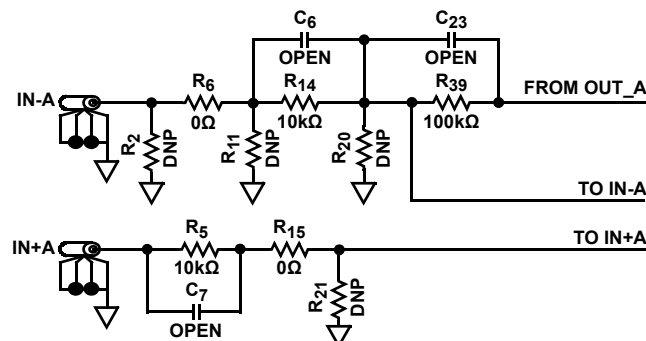 C6
OPEN
C23
OPEN
IN-A
R6
0Ω
R14
10kΩ
R39
100kΩ
FROM OUT_A
R2
DNP
R11
DNP
R20
DNP
TO IN-A
IN+A
R5
10kΩ
R15
0Ω
TO IN+A
C7
OPEN
R21
DNP